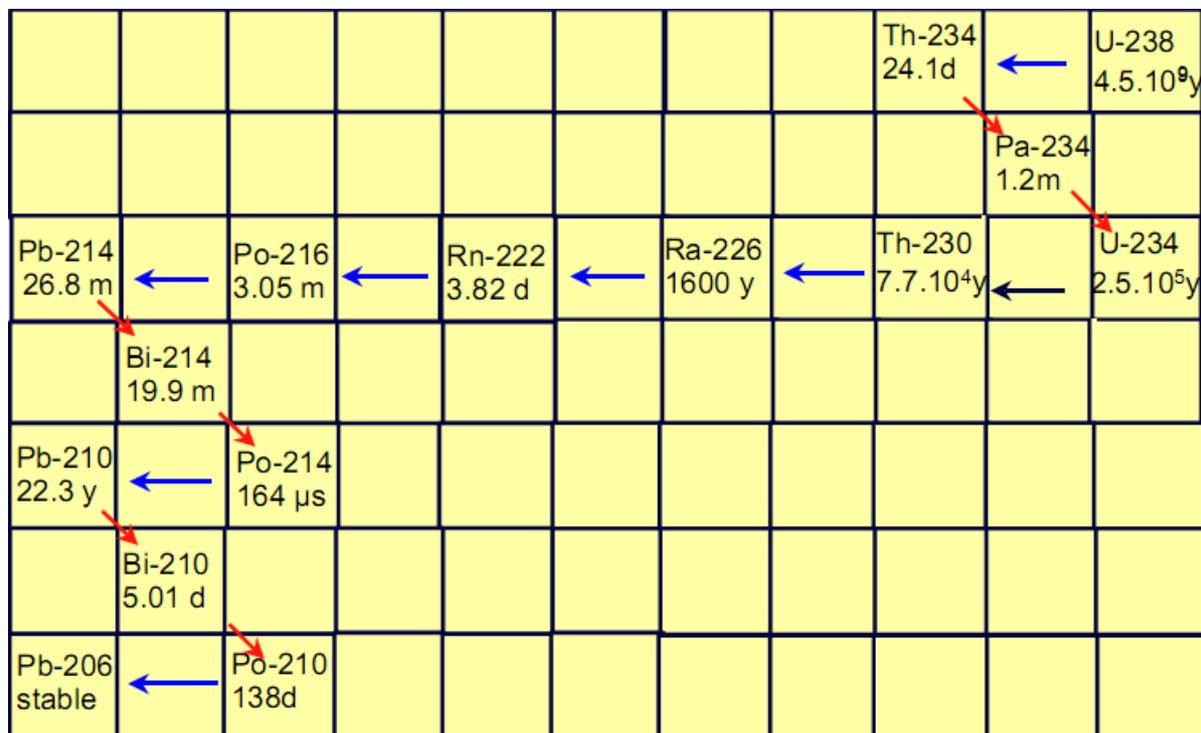 Th-234
24.1d
U-238
4.5.10⁹y
Pa-234
1.2m
Pb-214
26.8 m
Po-216
3.05 m
Rn-222
3.82 d
Ra-226
1600 y
Th-230
7.7.10⁴y
U-234
2.5.10⁵y
Bi-214
19.9 m
Pb-210
22.3 y
Po-214
164 µs
Bi-210
5.01 d
Pb-206
stable
Po-210
138d